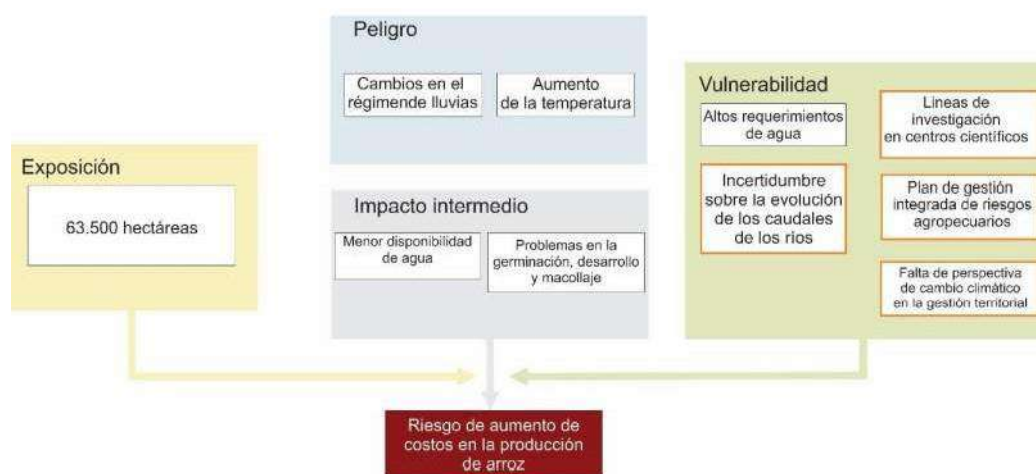 Peligro
Cambios en el
régimende lluvias
Aumento
de la temperatura
Exposición
63.500 hectáreas
Impacto intermedio
Menor disponibilidad
de agua
Problemas en la
germinación, desarrollo
y macollaje
Vulnerabilidad
Altos requerimientos
de agua
Incertidumbre
sobre la evolución
de los caudales
de los rios
Lineas de
investigación
en centros científicos
Plan de gestión
integrada de riesgos
agropecuarios
Falta de perspectiva
de cambio climático
en la gestión territorial
Riesgo de aumento de
costos en la producción
de arroz